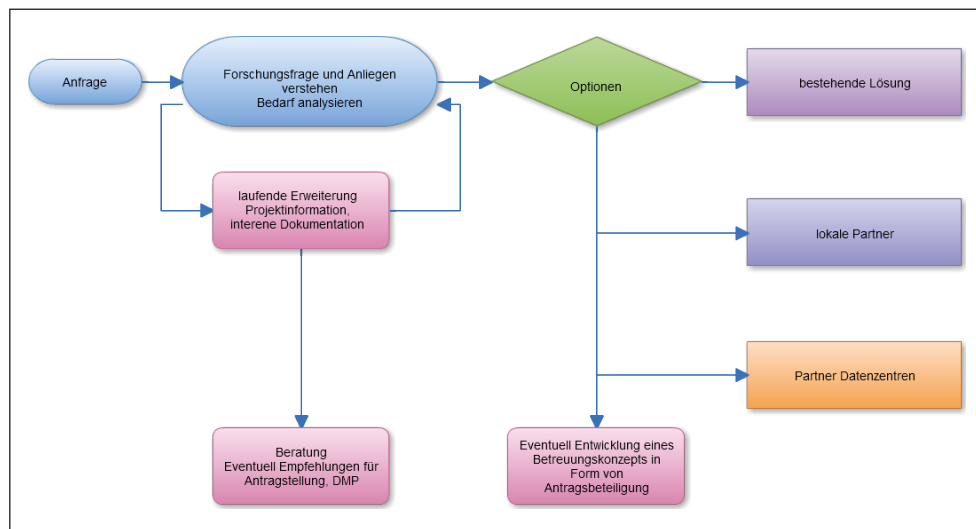 Anfrage
Forschungsfrage und Anliegen
verstehen
Bedarf analysieren
Optionen
bestehende Lösung
laufende Erweiterung
Projektinformation,
interene Dokumentation
lokale Partner
Partner Datenzentren
Beratung
Eventuell Empfehlungen für
Antragstellung, DMP
Eventuell Entwicklung eines
Betreuungskonzepts in
Form von
Antragsbeteiligung